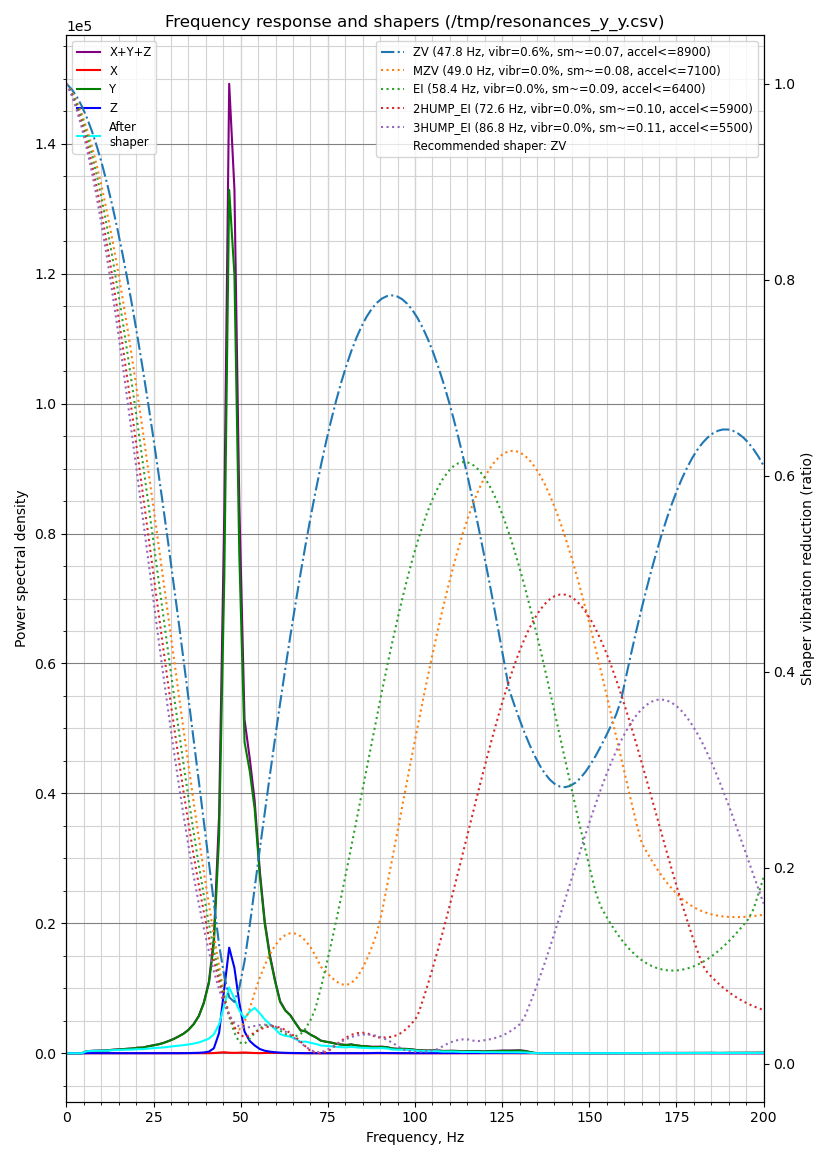 Frequency response and shapers (/tmp/resonances_y_y.csv)
1e5
X+Y+Z
X
Y
Z
After
shaper
ZV (47.8 Hz, vibr=0.6%, sm~=0.07, accel<=8900)
MZV (49.0 Hz, vibr=0.0%, sm~=0.08, accel<=7100)
EI (58.4 Hz, vibr=0.0%, sm~=0.09, accel<=6400)
2HUMP_EI (72.6 Hz, vibr=0.0%, sm~=0.10, accel<=5900)
3HUMP_EI (86.8 Hz, vibr=0.0%, sm~=0.11, accel<=5500)
Recommended shaper: ZV
Power spectral density
1.4
1.2
1.0
0.8
0.6
0.4
0.2
0.0
1.0
0.8
0.6
0.4
0.2
0.0
Shaper vibration reduction (ratio)
0 25 50 75 100 125 150 175 200
Frequency, Hz